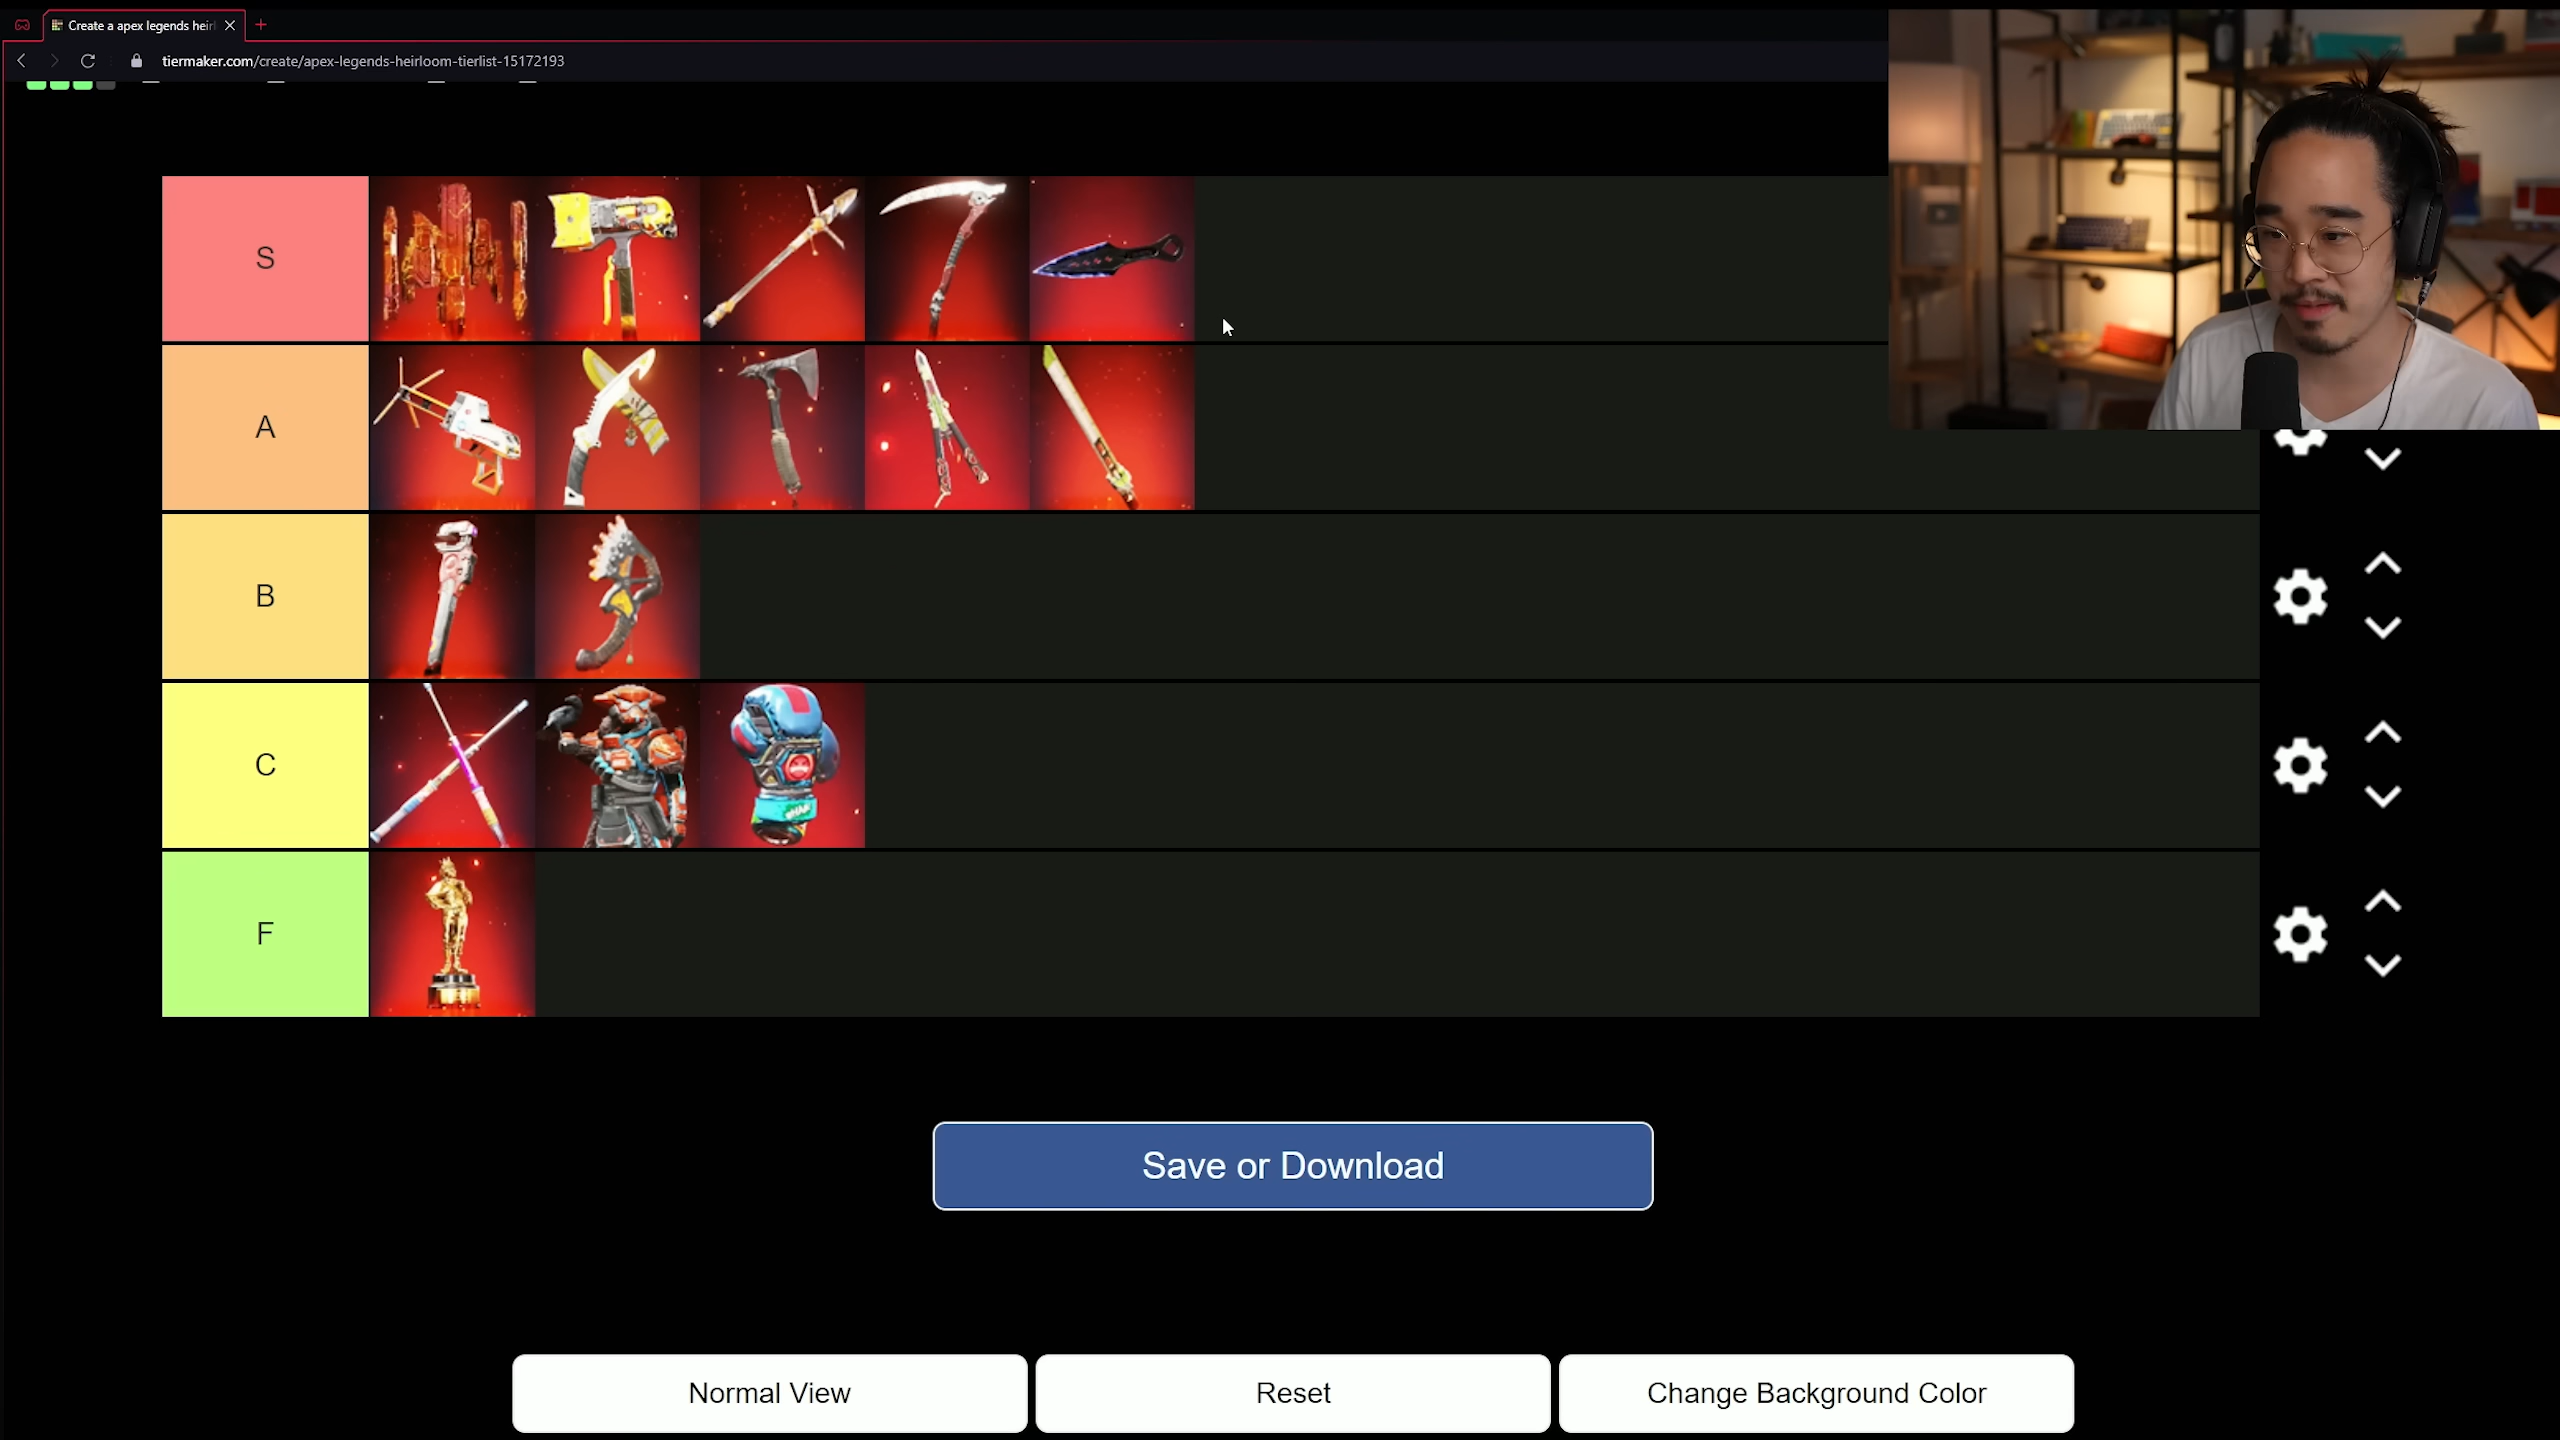 Create a apex legends heir
tiermaker.com/create/apex-legends-heirloom-tierlist-15172193
S
A
B
C
F
Save or Download
Normal View
Reset
Change Background Color